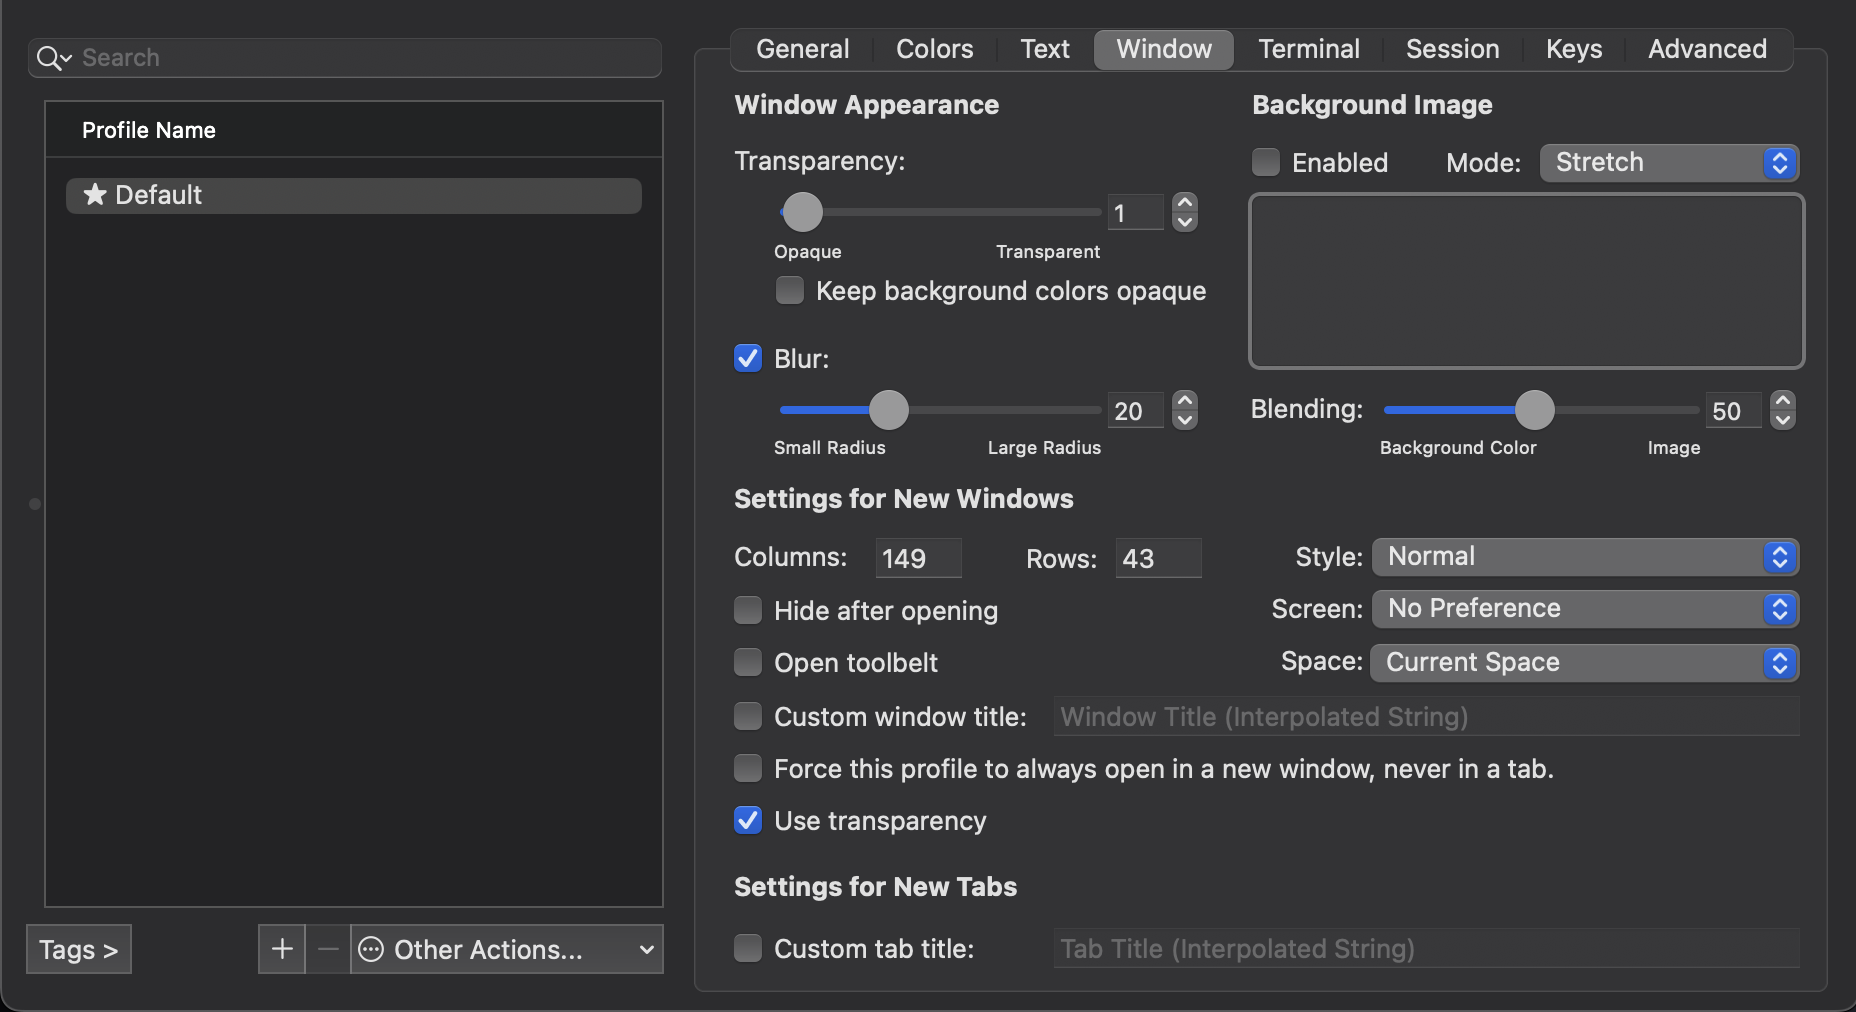 Search
Profile Name
Default
Tags >
Other Actions...
General Colors Text Window Terminal Session Keys Advanced
Window Appearance
Transparency:
1
Opaque Transparent
Keep background colors opaque
Blur:
20
Small Radius Large Radius
Background Image
Enabled Mode: Stretch
Blending: 50
Background Color Image
Settings for New Windows
Columns: 149 Rows: 43 Style: Normal
Hide after opening Screen: No Preference
Open toolbelt Space: Current Space
Custom window title: Window Title (Interpolated String)
Force this profile to always open in a new window, never in a tab.
Use transparency
Settings for New Tabs
Custom tab title: Tab Title (Interpolated String)